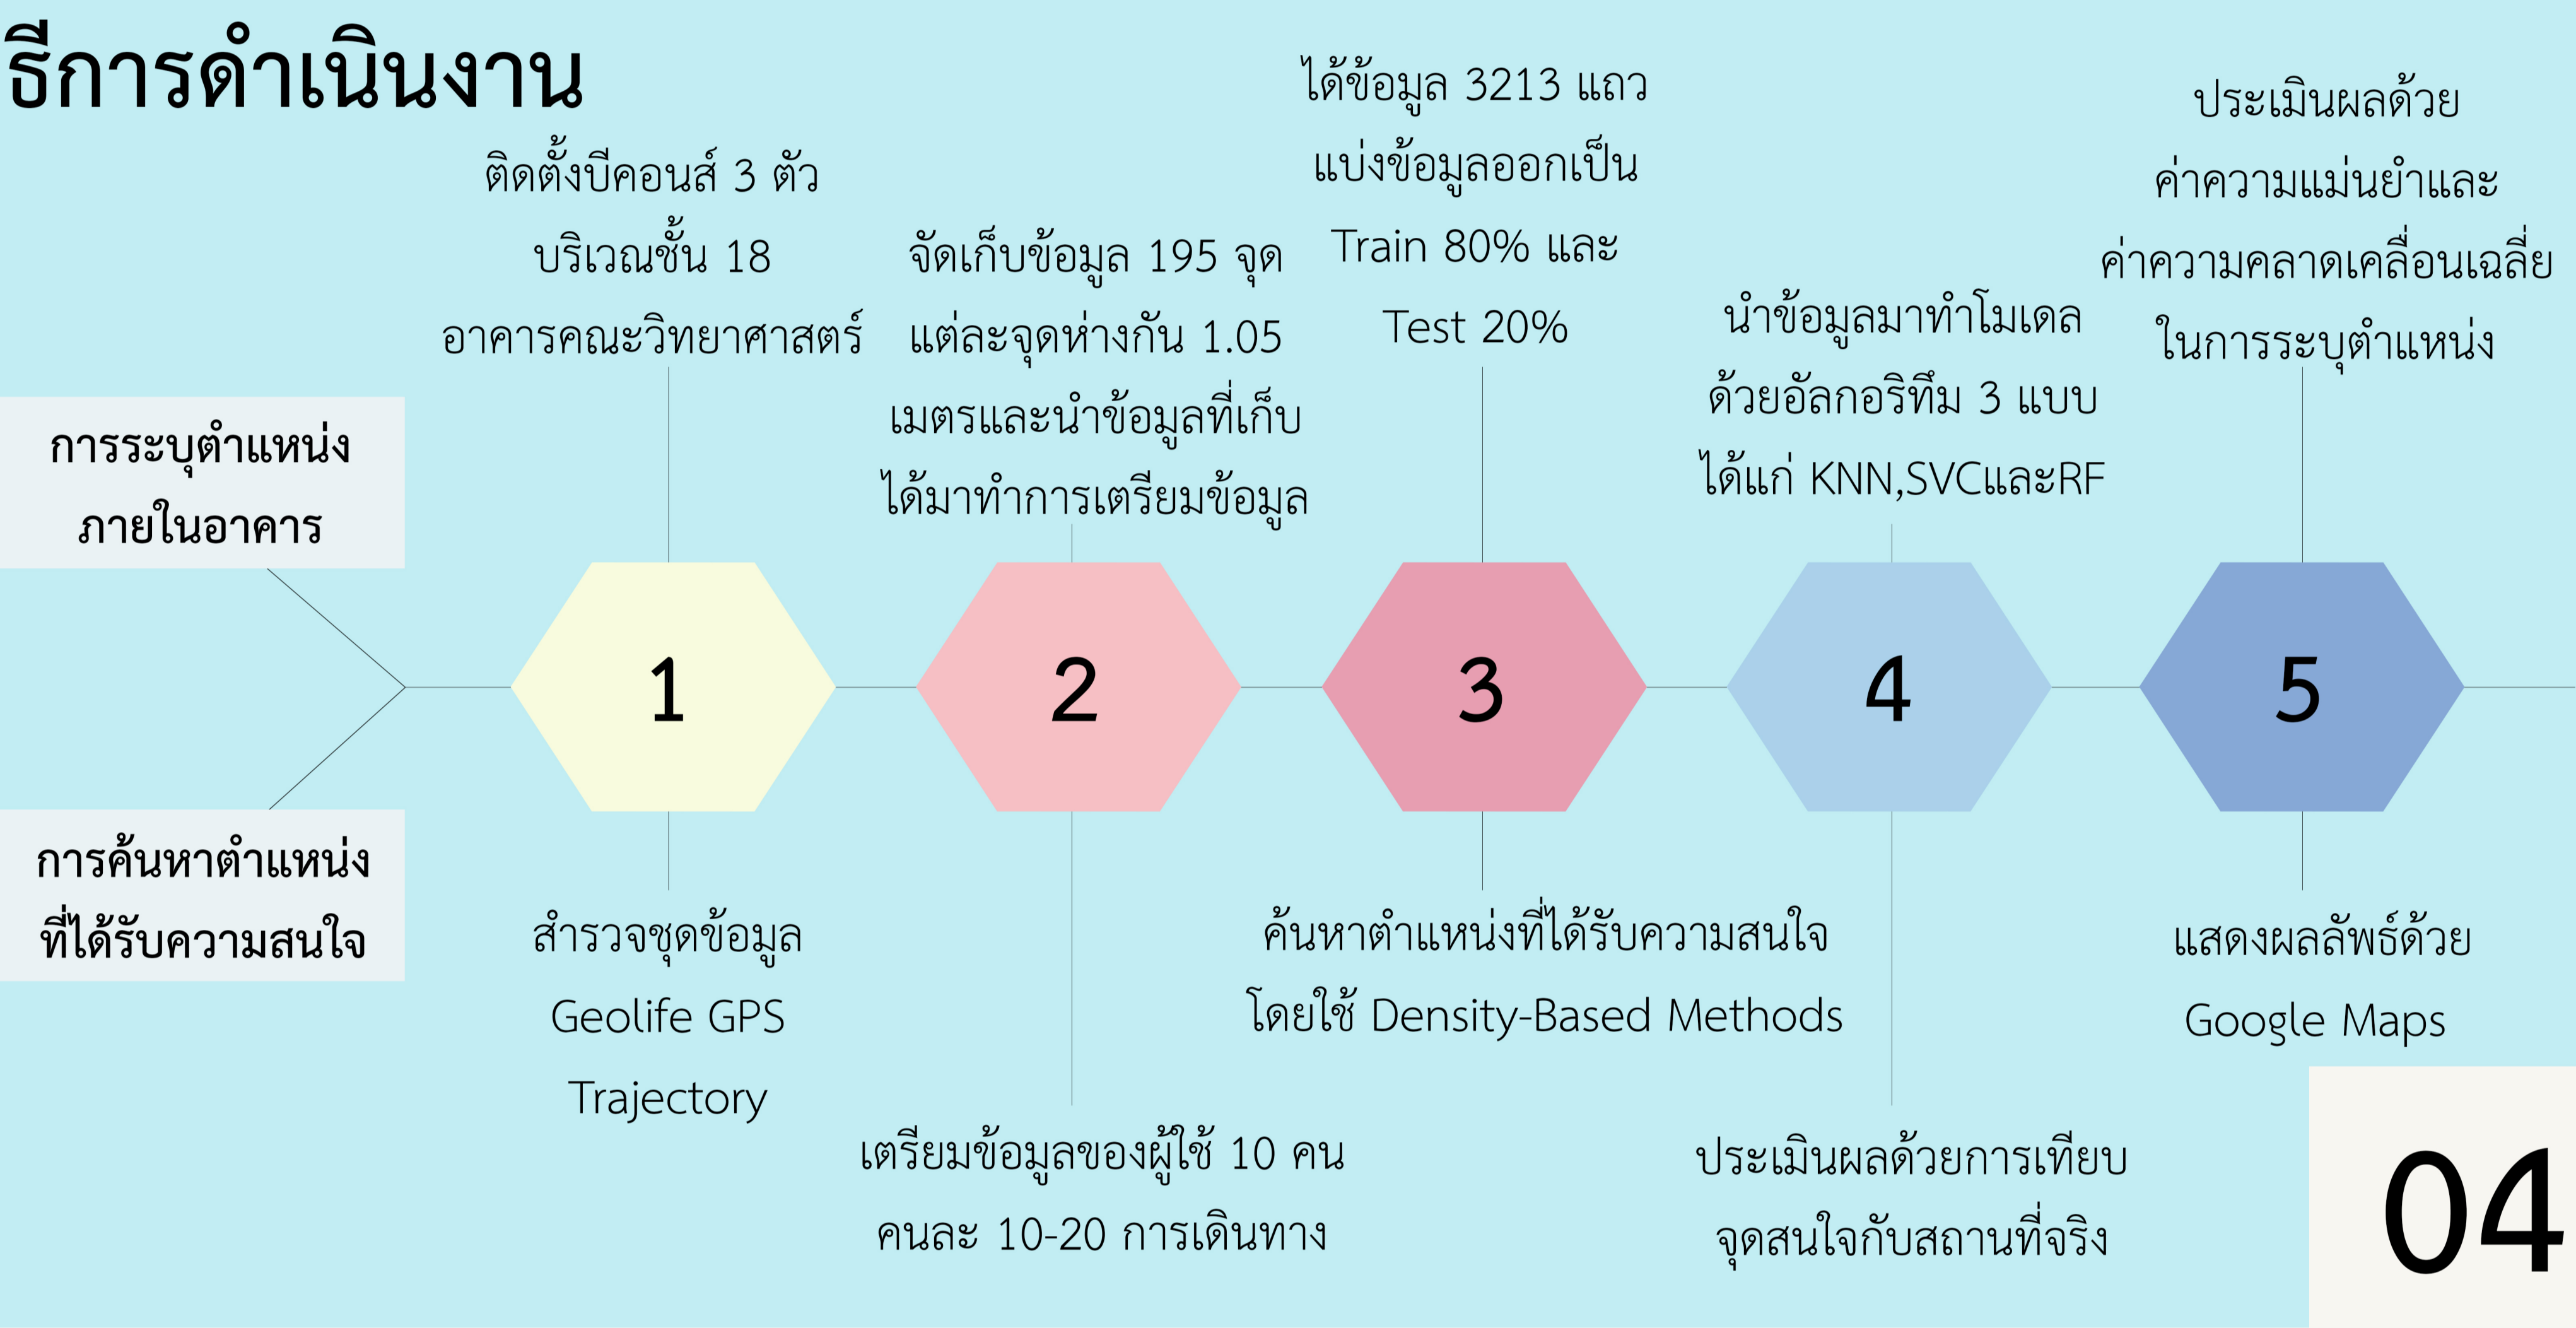 ธีการดำเนินงาน
ติดตั้งบีคอนส์ 3 ตัว
บริเวณชั้น 18
อาคารคณะวิทยาศาสตร์
จัดเก็บข้อมูล 195 จุด
แต่ละจุดห่างกัน 1.05
เมตรและนำข้อมูลที่เก็บ
ได้มาทำการเตรียมข้อมูล
ได้ข้อมูล 3213 แถว
แบ่งข้อมูลออกเป็น
Train 80% และ
Test 20%
นำข้อมูลมาทำโมเดล
ด้วยอัลกอริทึม 3 แบบ
ได้แก่ KNN,SVCและRF
ประเมินผลด้วย
ค่าความแม่นยำและ
ค่าความคลาดเคลื่อนเฉลี่ย
ในการระบุตำแหน่ง
การระบุตำแหน่ง
ภายในอาคาร
1
2
3
4
5
การค้นหาตำแหน่ง
ที่ได้รับความสนใจ
สำรวจชุดข้อมูล
Geolife GPS
Trajectory
เตรียมข้อมูลของผู้ใช้ 10 คน
คนละ 10-20 การเดินทาง
ค้นหาตำแหน่งที่ได้รับความสนใจ
โดยใช้ Density-Based Methods
ประเมินผลด้วยการเทียบ
จุดสนใจกับสถานที่จริง
แสดงผลลัพธ์ด้วย
Google Maps
04